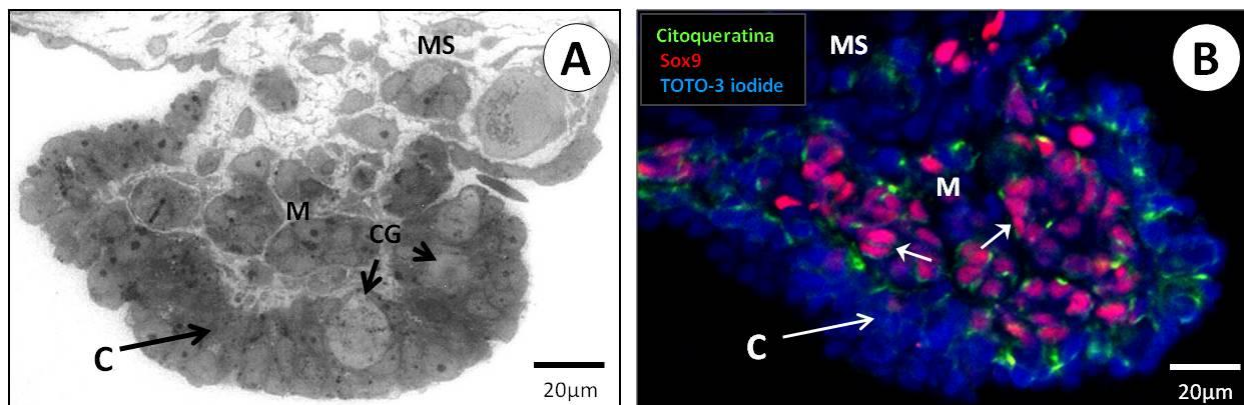 MS
A
M
CG
C
20µm
Citoqueratina
Sox9
TOTO-3 iodide
MS
B
M
C
20µm